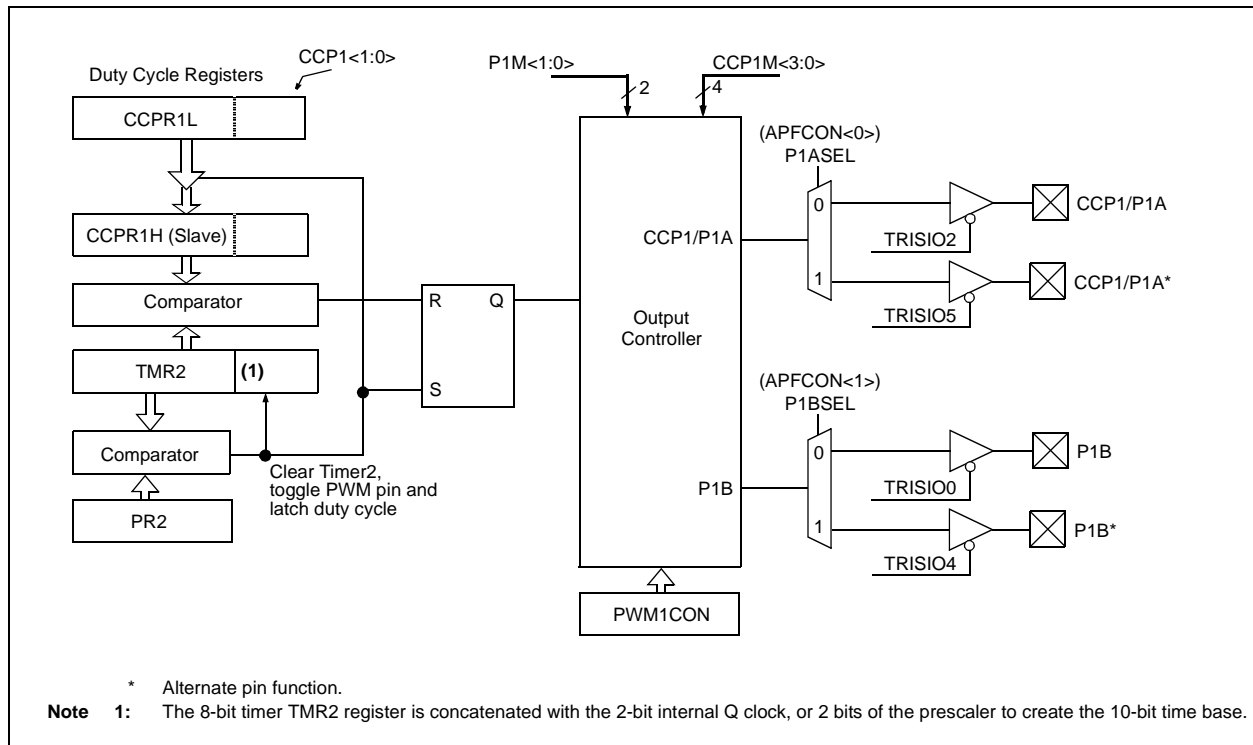 CCP1<1:0>
Duty Cycle Registers
CCPR1L
CCPR1H (Slave)
Comparator
TMR2
(1)
Comparator
PR2
Clear Timer2,
toggle PWM pin and
latch duty cycle
R
Q
S
P1M<1:0>
2
CCP1M<3:0>
4
CCP1/P1A
Output
Controller
P1B
PWM1CON
(APFCON<0>)
P1ASEL
0
1
TRISIO2
CCP1/P1A
TRISIO5
CCP1/P1A*
(APFCON<1>)
P1BSEL
0
1
TRISIO0
P1B
TRISIO4
P1B*
* Alternate pin function.
Note 1: The 8-bit timer TMR2 register is concatenated with the 2-bit internal Q clock, or 2 bits of the prescaler to create the 10-bit time base.